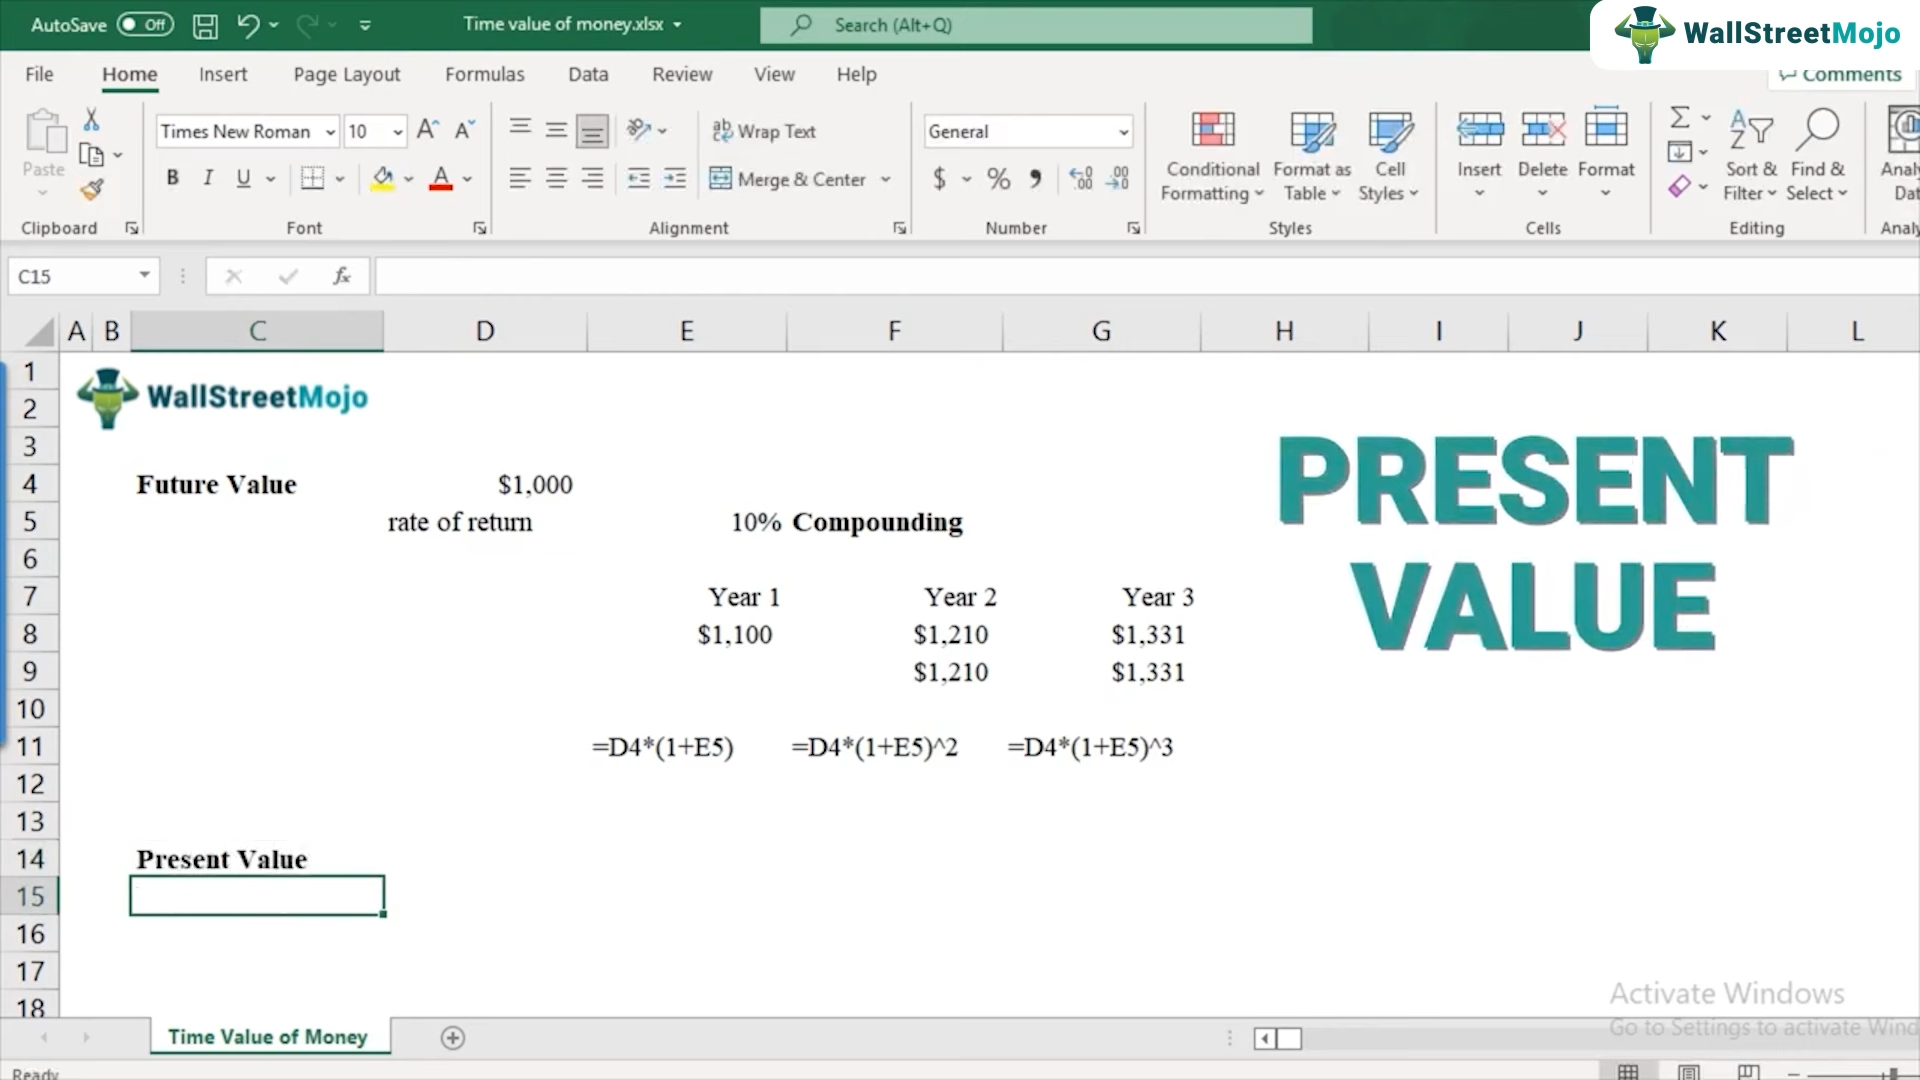 AutoSave Off Time value of money.xlsx Search (Alt+Q) WallStreetMojo
File Home Insert Page Layout Formulas Data Review View Help Comments
Times New Roman 10 Wrap Text General
Paste B I U Merge & Center $ % Conditional Formatting Format as Table Cell Styles Insert Delete Format Sort & Filter Find & Select
Clipboard Font Alignment Number Styles Cells Editing
C15 fx
A B C D E F G H I J K L
1
WallStreetMojo
2
3
4 Future Value $1,000
5 rate of return 10% Compounding
6
PRESENT
VALUE
7 Year 1 Year 2 Year 3
8 $1,100 $1,210 $1,331
9 $1,210 $1,331
10
11 =D4*(1+E5) =D4*(1+E5)^2 =D4*(1+E5)^3
12
13
14 Present Value
15
16
17
18
Activate Windows
Go to Settings to activate Wind
Time Value of Money
Ready